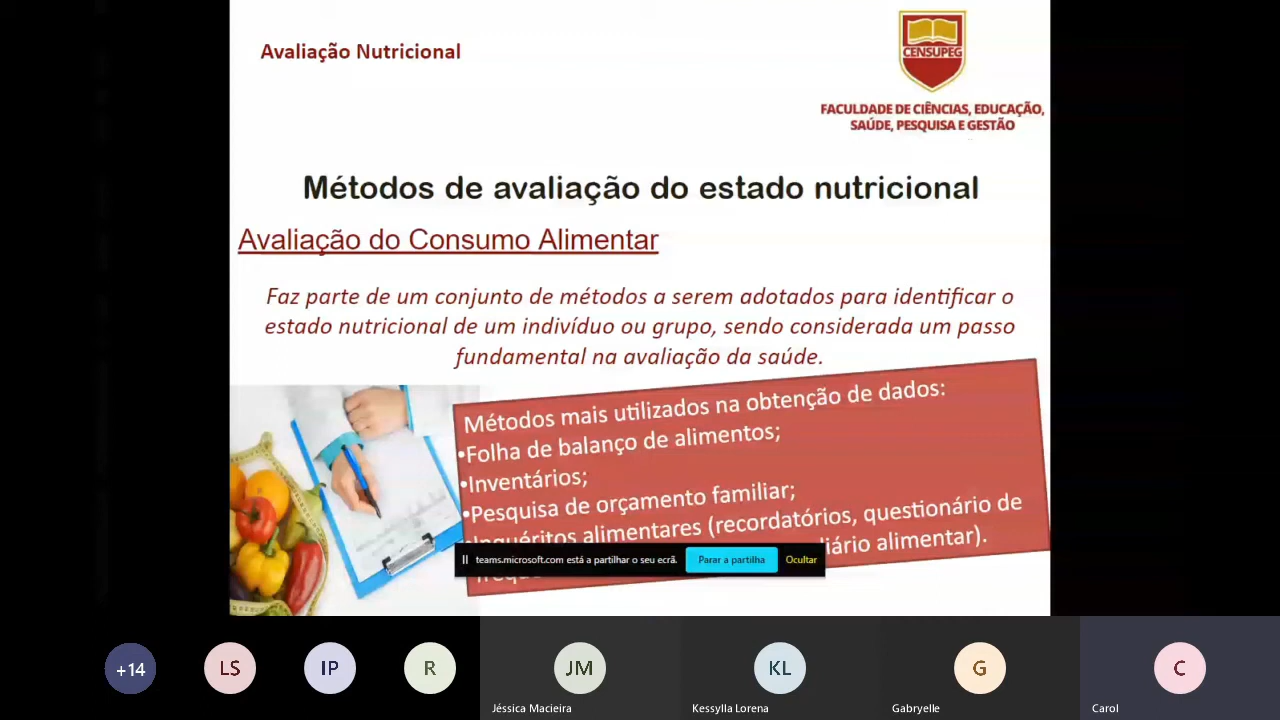 Avaliação Nutricional
CENSUPEG
FACULDADE DE CIÊNCIAS, EDUCAÇÃO,
SAÚDE, PESQUISA E GESTÃO
Métodos de avaliação do estado nutricional
Avaliação do Consumo Alimentar
Faz parte de um conjunto de métodos a serem adotados para identificar o
estado nutricional de um indivíduo ou grupo, sendo considerada um passo
fundamental na avaliação da saúde.
Métodos mais utilizados na obtenção de dados:
•Folha de balanço de alimentos;
•Inventários;
•Pesquisa de orçamento familiar;
•Inquéritos alimentares (recordatórios, questionário de
alimentar).
teams.microsoft.com está a partilhar o seu ecrã.
Parar a partilha
Ocultar
+14
LS
IP
R
JM
KL
G
C
Jéssica Macieira
Kessylla Lorena
Gabryelle
Carol